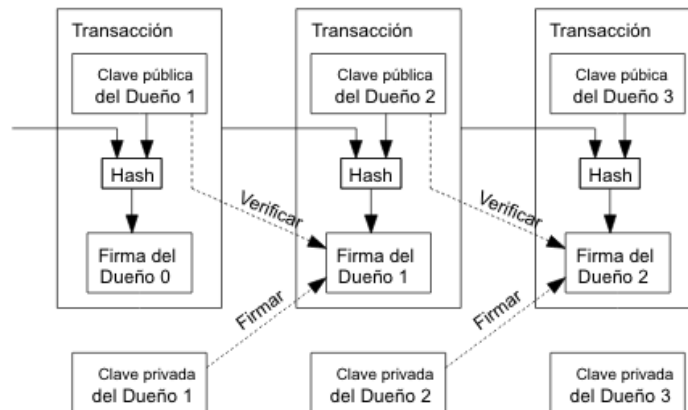 Transacción
Clave pública
del Dueño 1
Hash
Firma del
Dueño 0
Transacción
Clave pública
del Dueño 2
Hash
Firma del
Dueño 1
Transacción
Clave púbica
del Dueño 3
Hash
Firma del
Dueño 2
Verificar
Verificar
Firmar
Firmar
Clave privada
del Dueño 1
Clave privada
del Dueño 2
Clave privada
del Dueño 3